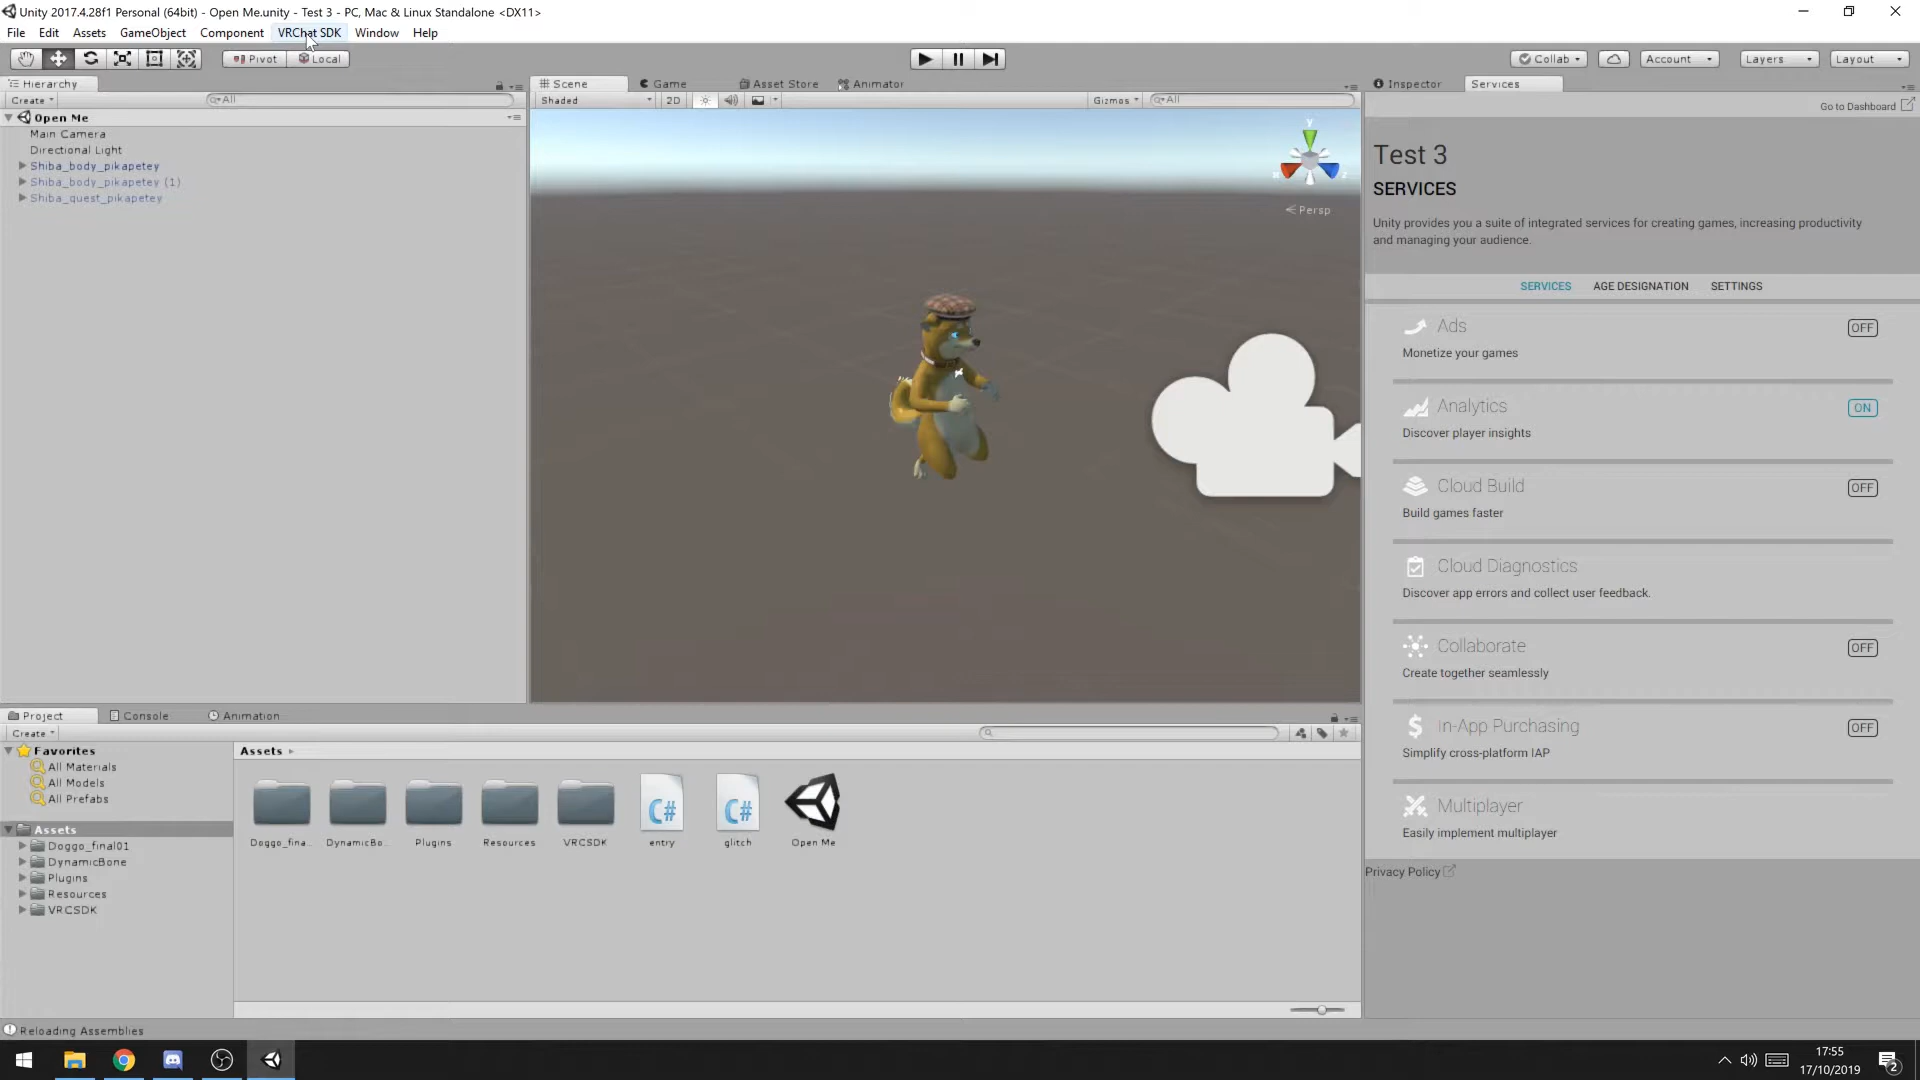 Unity 2017.4.28f1 Personal (64bit) - Open Me.unity - Test 3 - PC, Mac & Linux Standalone <DX11>
File Edit Assets GameObject Component VRChat SDK Window Help
Pivot Local Collab Account Layers Layout
Hierarchy Scene Game Asset Store Animator Inspector Services
Create All Shaded 2D Gizmos All
Go to Dashboard
Open Me
Main Camera
Directional Light
Shiba_body_pikapetey
Shiba_body_pikapetey (1)
Shiba_quest_pikapetey
y
x z
Persp
Test 3
SERVICES
Unity provides you a suite of integrated services for creating games, increasing productivity
and managing your audience.
SERVICES AGE DESIGNATION SETTINGS
Ads OFF
Monetize your games
Analytics ON
Discover player insights
Cloud Build OFF
Build games faster
Cloud Diagnostics
Discover app errors and collect user feedback.
Collaborate OFF
Create together seamlessly
In-App Purchasing OFF
Simplify cross-platform IAP
Multiplayer
Easily implement multiplayer
Privacy Policy
Project Console Animation
Create
Favorites
All Materials
All Models
All Prefabs
Assets
Doggo_final01
DynamicBone
Plugins
Resources
VRCSDK
Assets
C# C#
Doggo_fina... DynamicBo... Plugins Resources VRCSDK entry glitch Open Me
Reloading Assemblies
17:55
17/10/2019
2